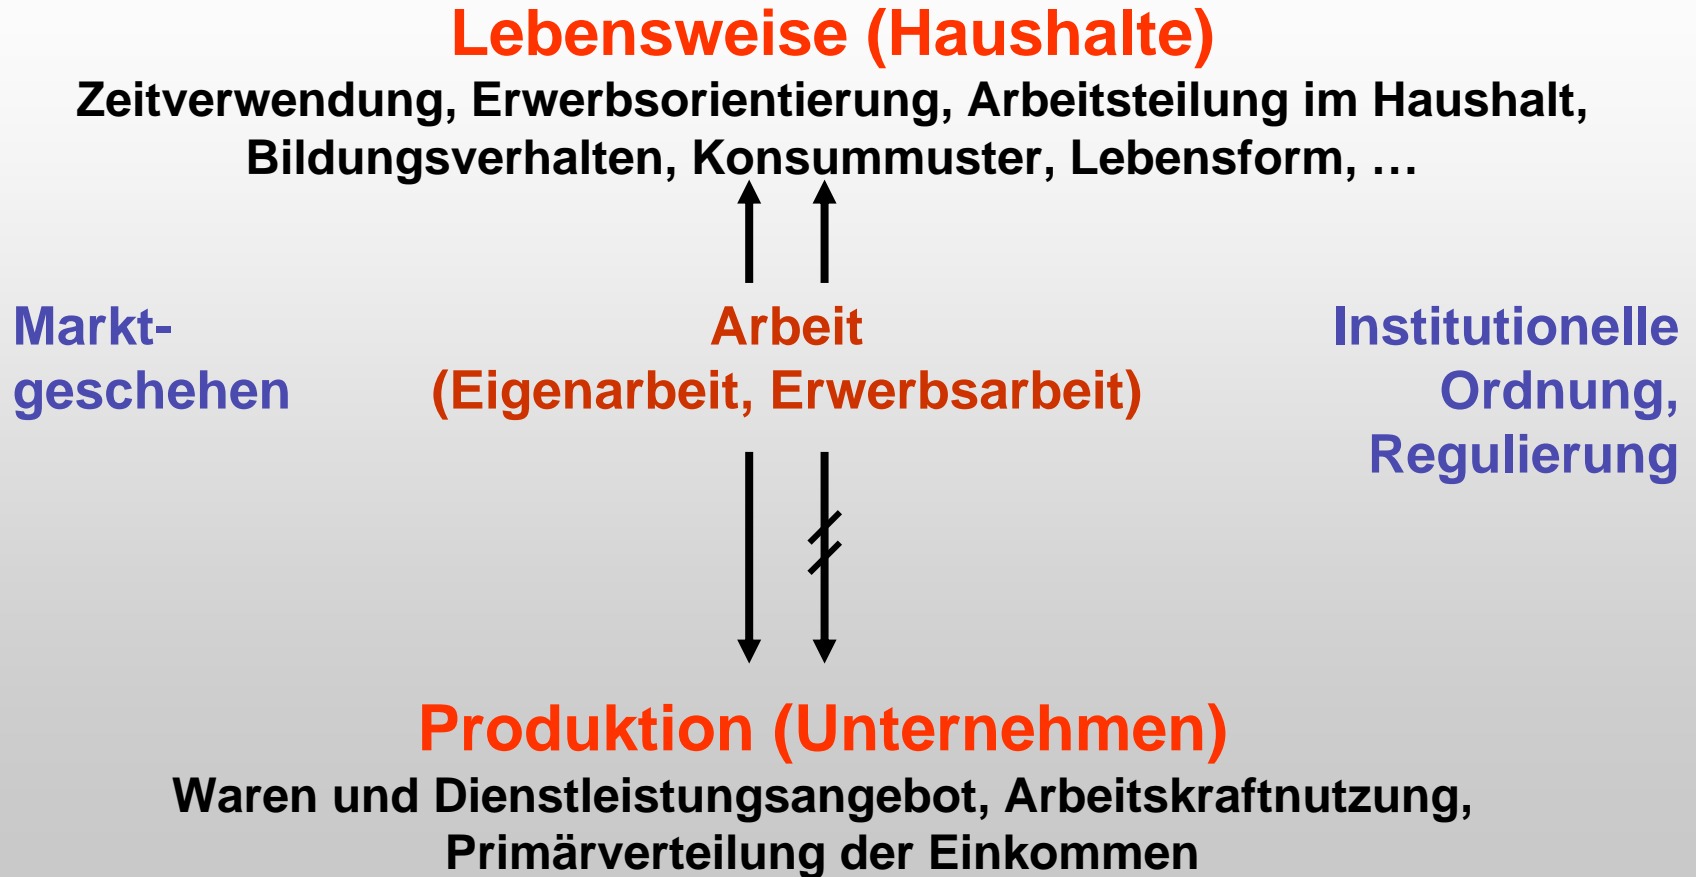 Lebensweise (Haushalte)
Zeitverwendung, Erwerbsorientierung, Arbeitsteilung im Haushalt,
Bildungsverhalten, Konsummuster, Lebensform, …
Markt-
geschehen
Arbeit
(Eigenarbeit, Erwerbsarbeit)
Institutionelle
Ordnung,
Regulierung
Produktion (Unternehmen)
Waren und Dienstleistungsangebot, Arbeitskraftnutzung,
Primärverteilung der Einkommen